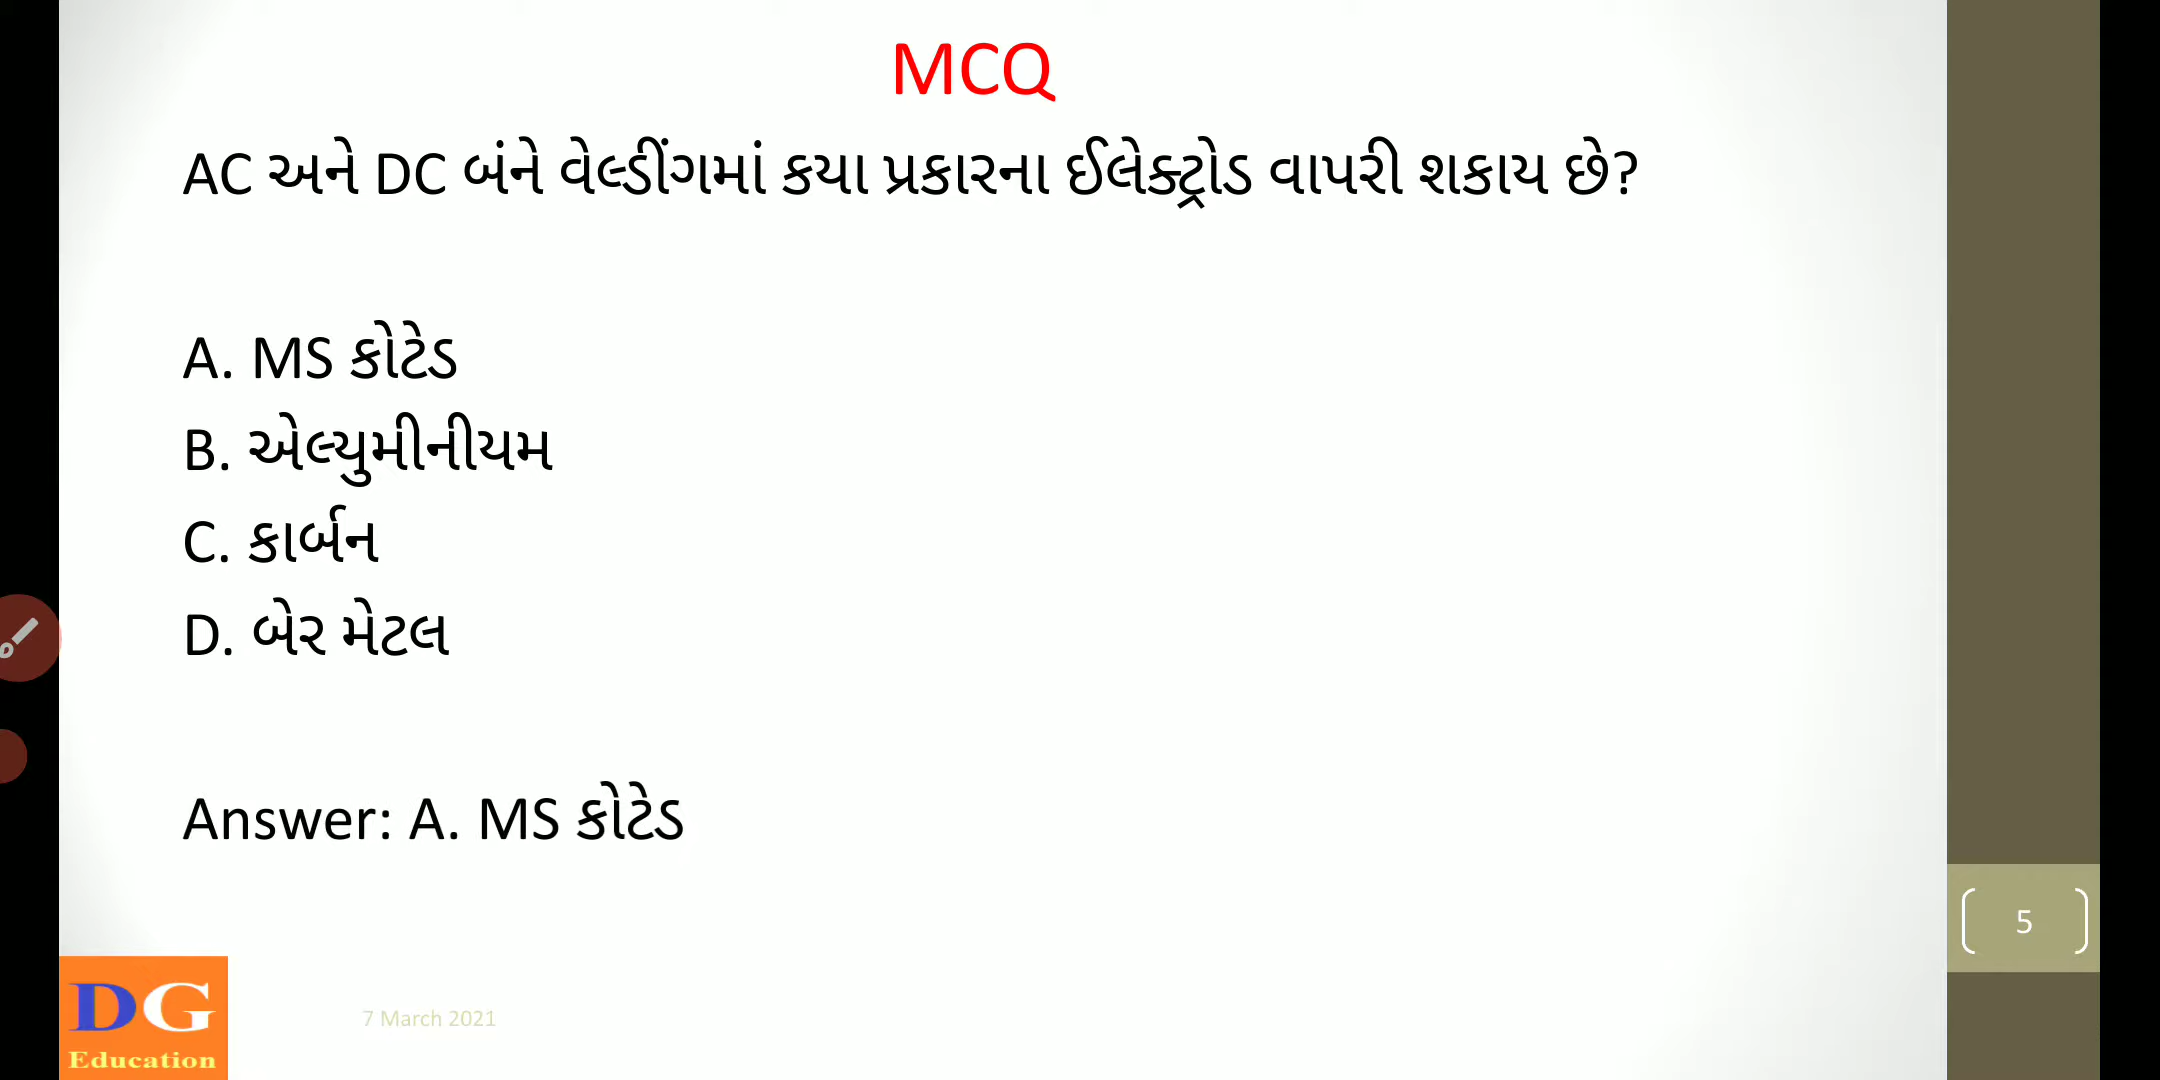 MCQ
AC અને DC બંને વેલ્ડીંગમાં કયા પ્રકારના ઈલેક્ટ્રોડ વાપરી શકાય છે?
A. MS કોટેડ
B. એલ્યુમીનીયમ
C. કાર્બન
D. બેર મેટલ
Answer: A. MS કોટેડ
5
DG
Education
7 March 2021